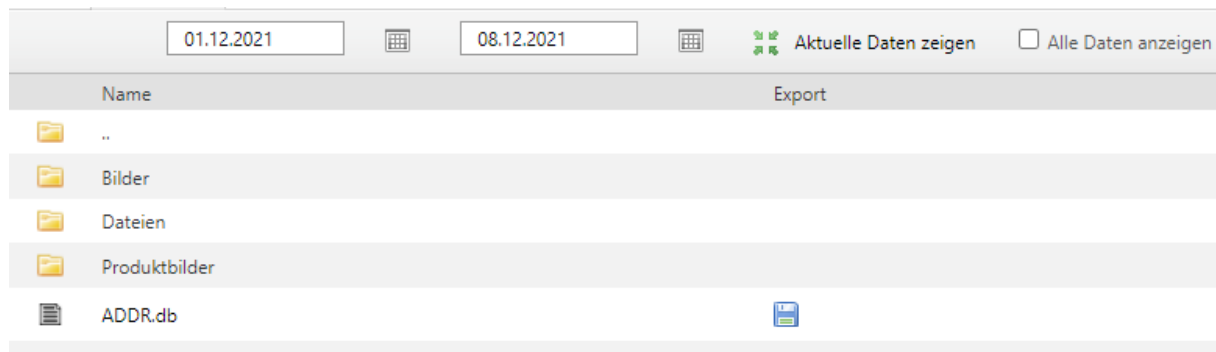 01.12.2021 08.12.2021 Aktuelle Daten zeigen Alle Daten anzeigen
Name Export
..
Bilder
Dateien
Produktbilder
ADDR.db